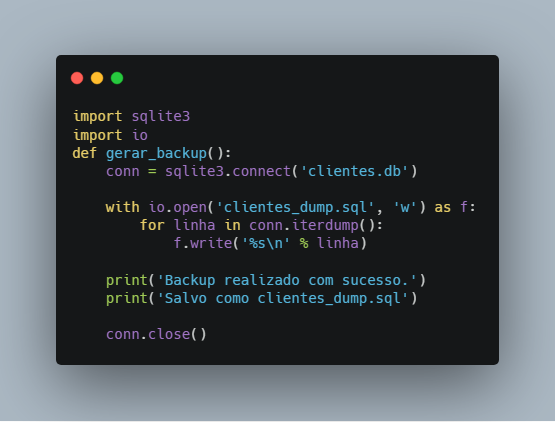 import sqlite3
import io
def gerar_backup():
    conn = sqlite3.connect('clientes.db')
    with io.open('clientes_dump.sql', 'w') as f:
        for linha in conn.iterdump():
            f.write('%s\n' % linha)
    print('Backup realizado com sucesso.')
    print('Salvo como clientes_dump.sql')
    conn.close()